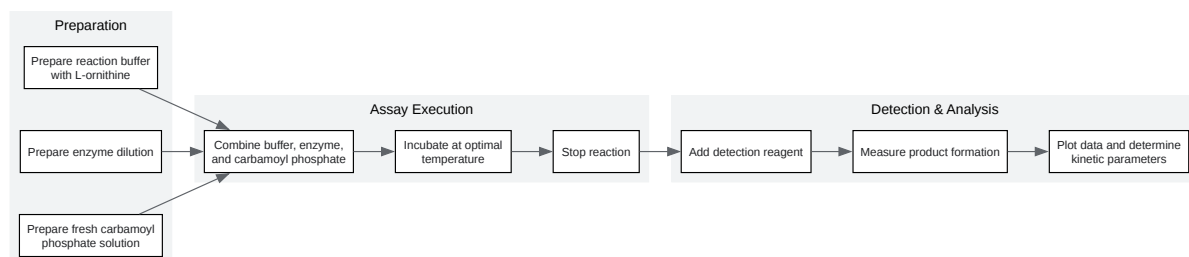 Preparation
Prepare reaction buffer
with L-ornithine
Prepare enzyme dilution
Prepare fresh carbamoyl
phosphate solution
Assay Execution
Combine buffer, enzyme,
and carbamoyl phosphate
Incubate at optimal
temperature
Stop reaction
Detection & Analysis
Add detection reagent
Measure product formation
Plot data and determine
kinetic parameters